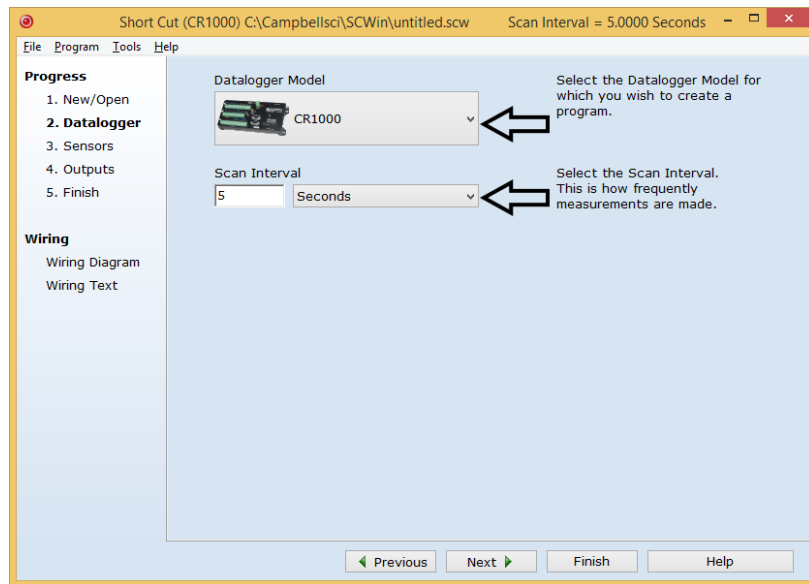 Short Cut (CR1000) C:\Campbellsci\SCWin\untitled.scw Scan Interval = 5.0000 Seconds
File Program Tools Help
Progress
1. New/Open
2. Datalogger
3. Sensors
4. Outputs
5. Finish
Wiring
Wiring Diagram
Wiring Text
Datalogger Model
CR1000
Select the Datalogger Model for
which you wish to create a
program.
Scan Interval
5 Seconds
Select the Scan Interval.
This is how frequently
measurements are made.
Previous Next Finish Help